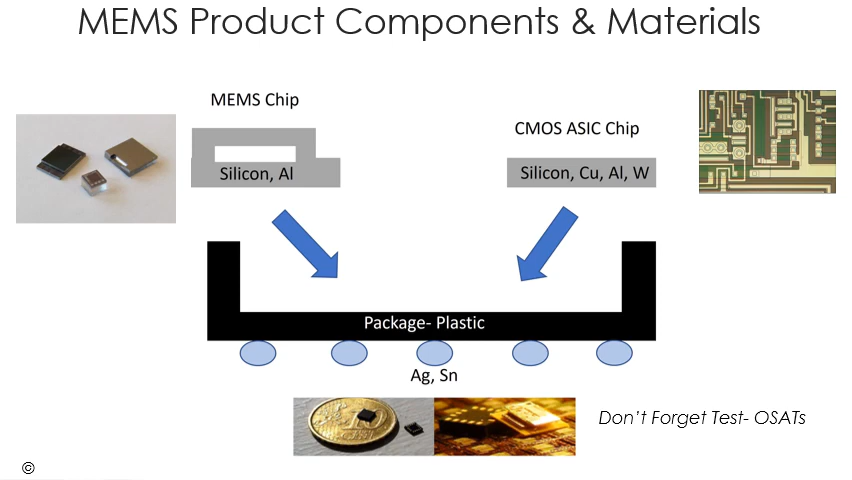 MEMS Product Components & Materials
MEMS Chip
CMOS ASIC Chip
Silicon, Al
Silicon, Cu, Al, W
Package- Plastic
Ag, Sn
Don't Forget Test- OSATs
©